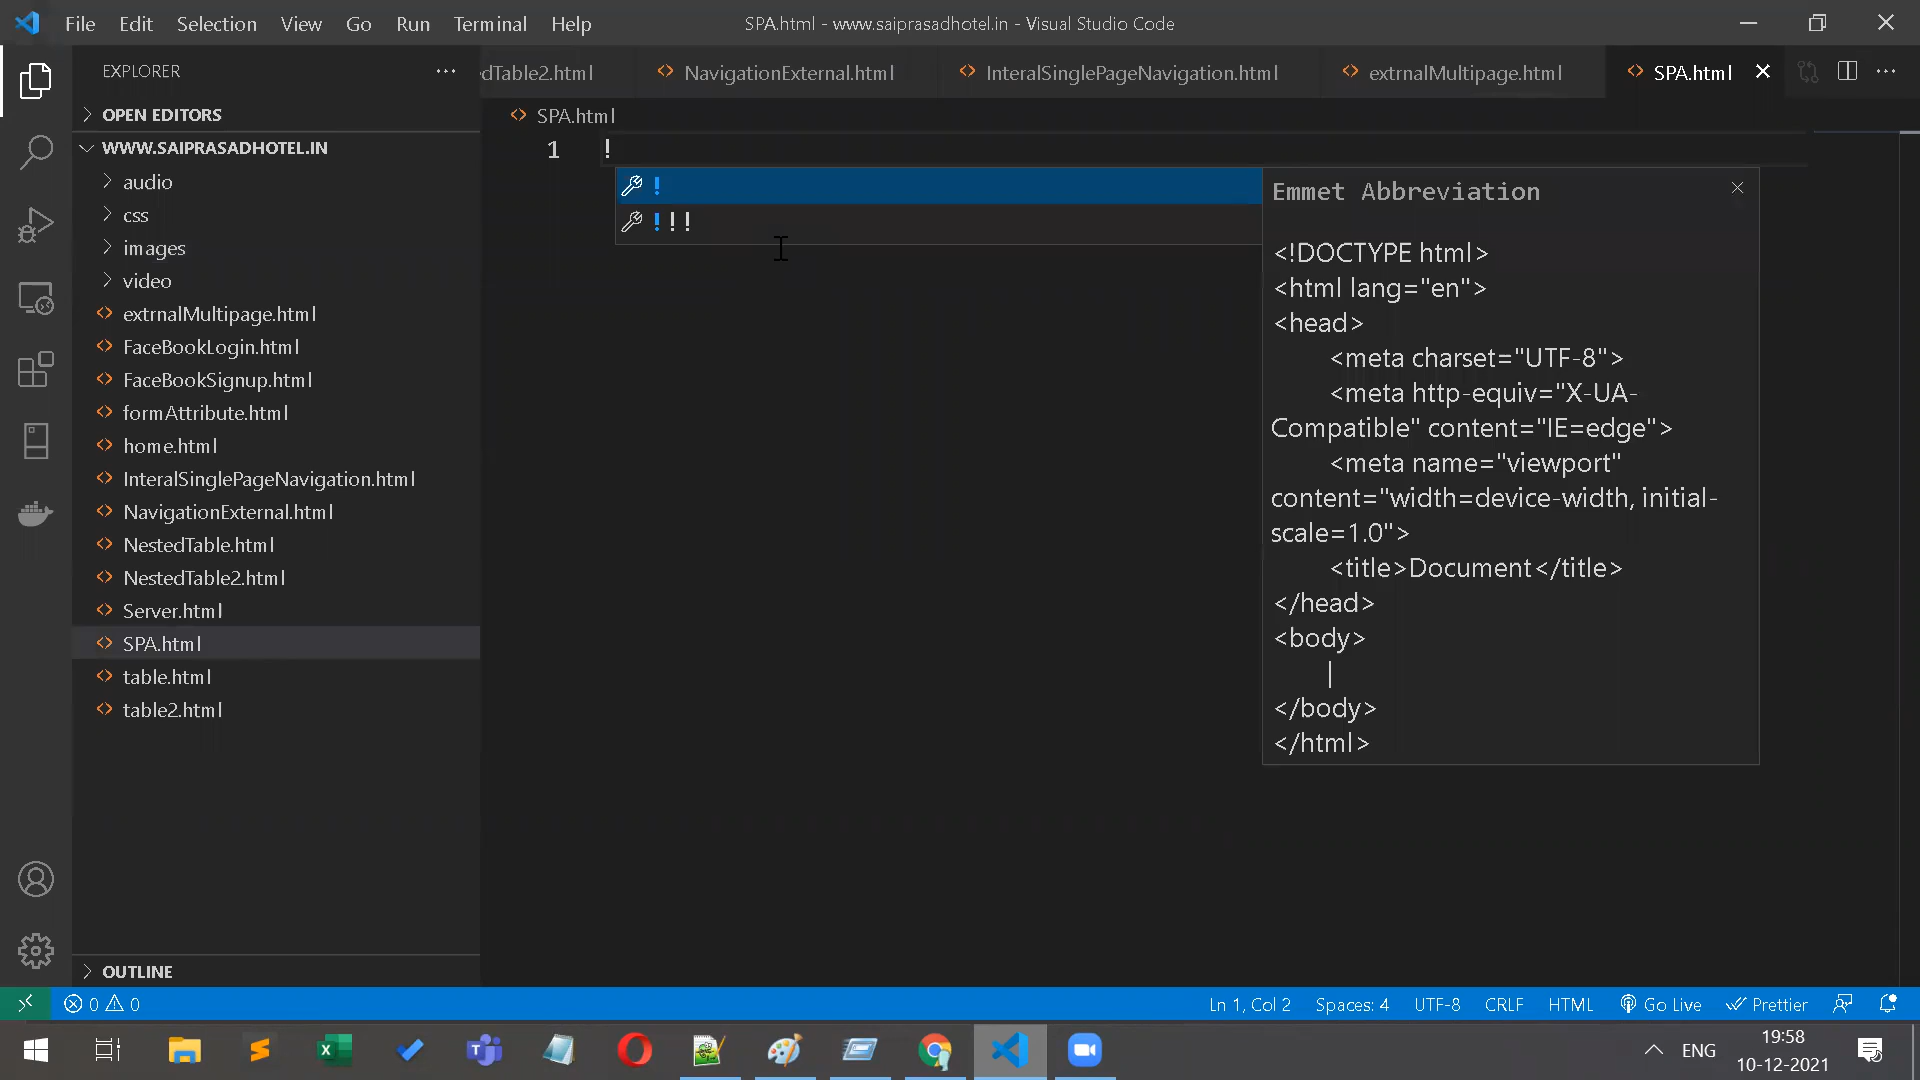 File Edit Selection View Go Run Terminal Help
SPA.html - www.saiprasadhotel.in - Visual Studio Code
EXPLORER
dTable2.html
NavigationExternal.html
InteralSinglePageNavigation.html
extrnalMultipage.html
SPA.html
OPEN EDITORS
SPA.html
WWW.SAIPRASADHOTEL.IN
audio
css
images
video
extrnalMultipage.html
FaceBookLogin.html
FaceBookSignup.html
formAttribute.html
home.html
InteralSinglePageNavigation.html
NavigationExternal.html
NestedTable.html
NestedTable2.html
Server.html
SPA.html
table.html
table2.html
OUTLINE
1 !
!
!!!
Emmet Abbreviation
<!DOCTYPE html>
<html lang="en">
<head>
<meta charset="UTF-8">
<meta http-equiv="X-UA-
Compatible" content="IE=edge">
<meta name="viewport"
content="width=device-width, initial-
scale=1.0">
<title>Document</title>
</head>
<body>
|
</body>
</html>
0 0
Ln 1, Col 2 Spaces: 4 UTF-8 CRLF HTML Go Live Prettier
ENG
19:58
10-12-2021